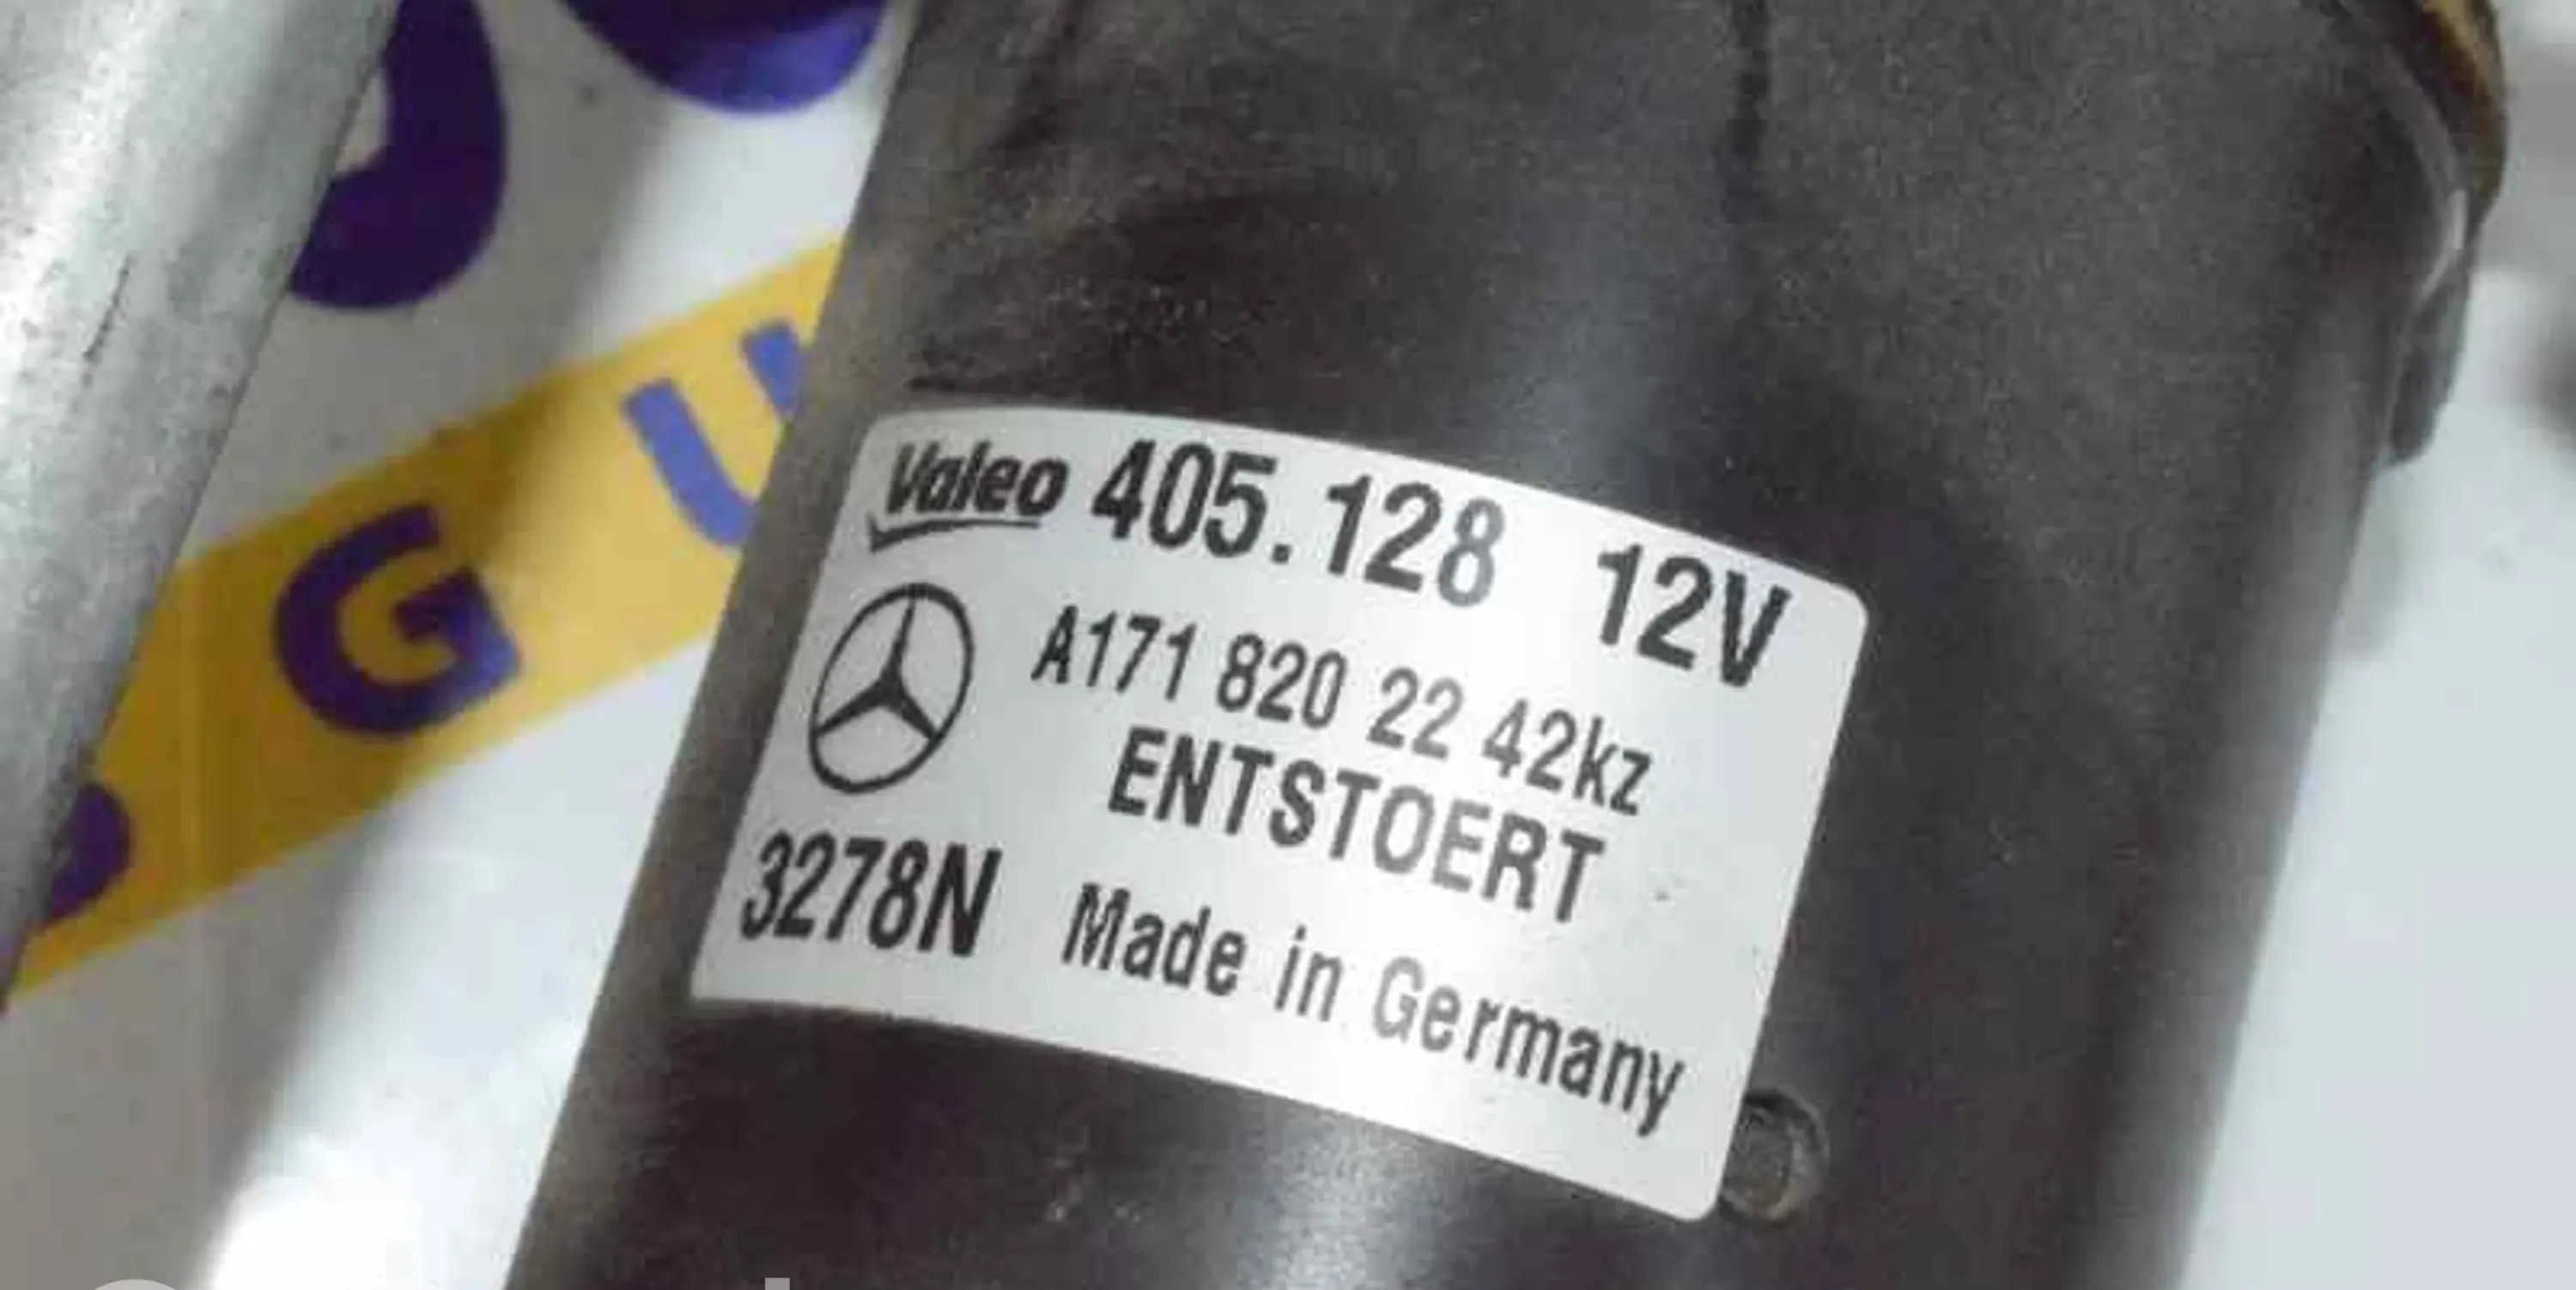 Valeo 405.128 12V
A171 820 22 42kz
ENTSTOERT
3278N Made in Germany
G U